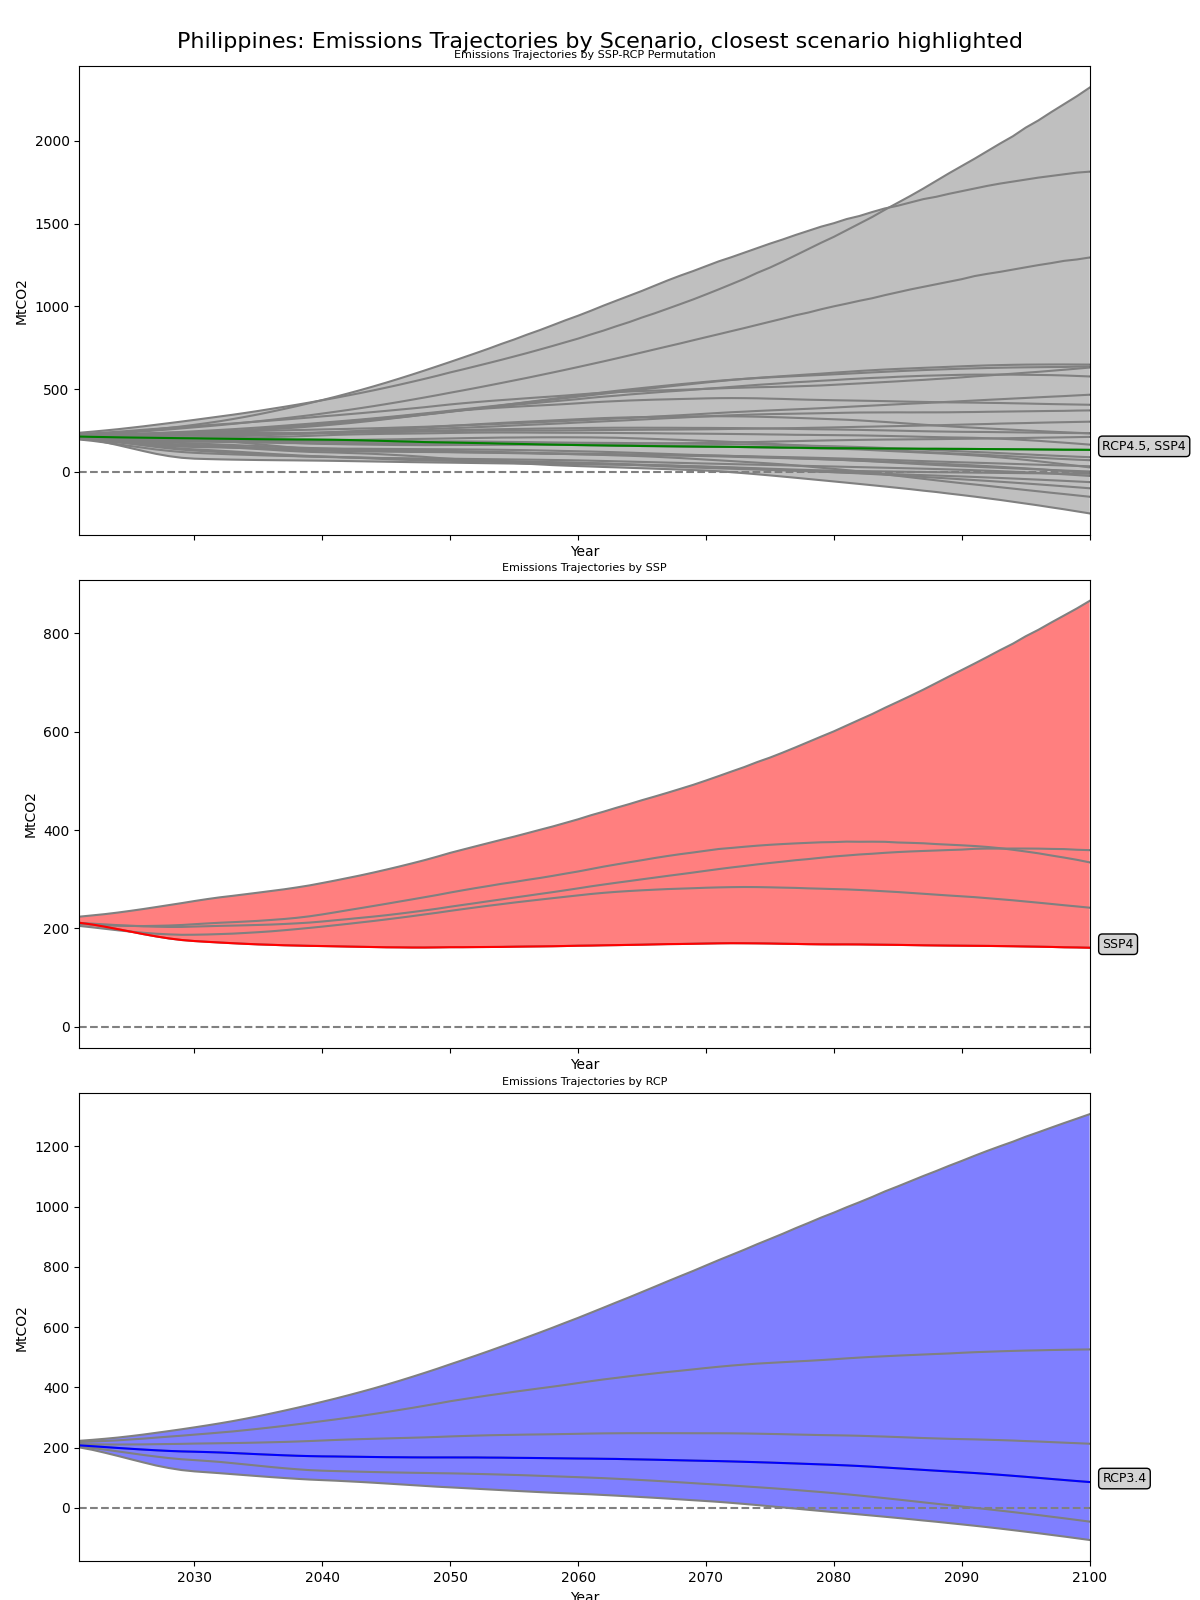 Philippines: Emissions Trajectories by Scenario, closest scenario highlighted
Emissions Trajectories by SSP-RCP Permutation
2000
1500
1000
500
0
MtCO2
RCP4.5, SSP4
Year
Emissions Trajectories by SSP
800
600
400
200
0
MtCO2
SSP4
Year
Emissions Trajectories by RCP
1200
1000
800
600
400
200
0
MtCO2
RCP3.4
2030 2040 2050 2060 2070 2080 2090 2100
Year